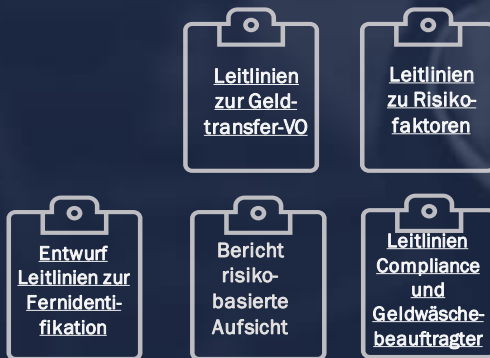 Leitlinien
zur Geld-
transfer-VO
Leitlinien
zu Risiko-
faktoren
Entwurf
Leitlinien zur
Fernidenti-
fikation
Bericht
risiko-
basierte
Aufsicht
Leitlinien
Compliance
und
Geldwäsche-
beauftragter